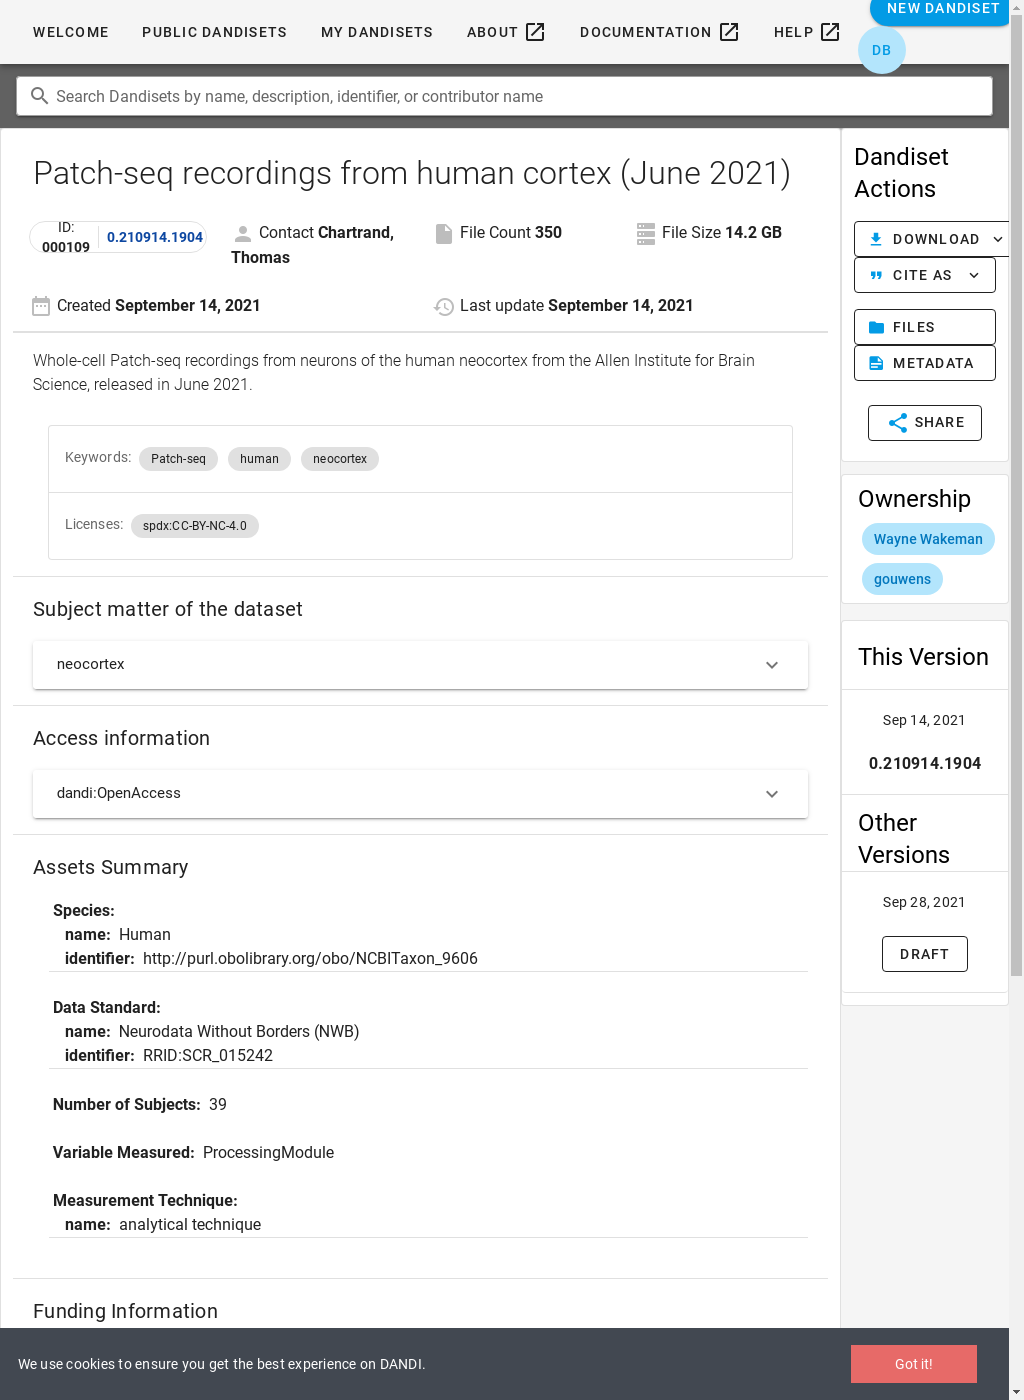 WELCOME
PUBLIC DANDISETS
MY DANDISETS
ABOUT
DOCUMENTATION
HELP
NEW DANDISET
DB
Search Dandisets by name, description, identifier, or contributor name
Patch-seq recordings from human cortex (June 2021)
ID:
000109
0.210914.1904
Contact Chartrand,
Thomas
File Count 350
File Size 14.2 GB
Created September 14, 2021
Last update September 14, 2021
Whole-cell Patch-seq recordings from neurons of the human neocortex from the Allen Institute for Brain
Science, released in June 2021.
Keywords: Patch-seq human neocortex
Licenses: spdx:CC-BY-NC-4.0
Subject matter of the dataset
neocortex
Access information
dandi:OpenAccess
Assets Summary
Species:
name: Human
identifier: http://purl.obolibrary.org/obo/NCBITaxon_9606
Data Standard:
name: Neurodata Without Borders (NWB)
identifier: RRID:SCR_015242
Number of Subjects: 39
Variable Measured: ProcessingModule
Measurement Technique:
name: analytical technique
Funding Information
Dandiset
Actions
DOWNLOAD
CITE AS
FILES
METADATA
SHARE
Ownership
Wayne Wakeman
gouwens
This Version
Sep 14, 2021
0.210914.1904
Other
Versions
Sep 28, 2021
DRAFT
We use cookies to ensure you get the best experience on DANDI.
Got it!